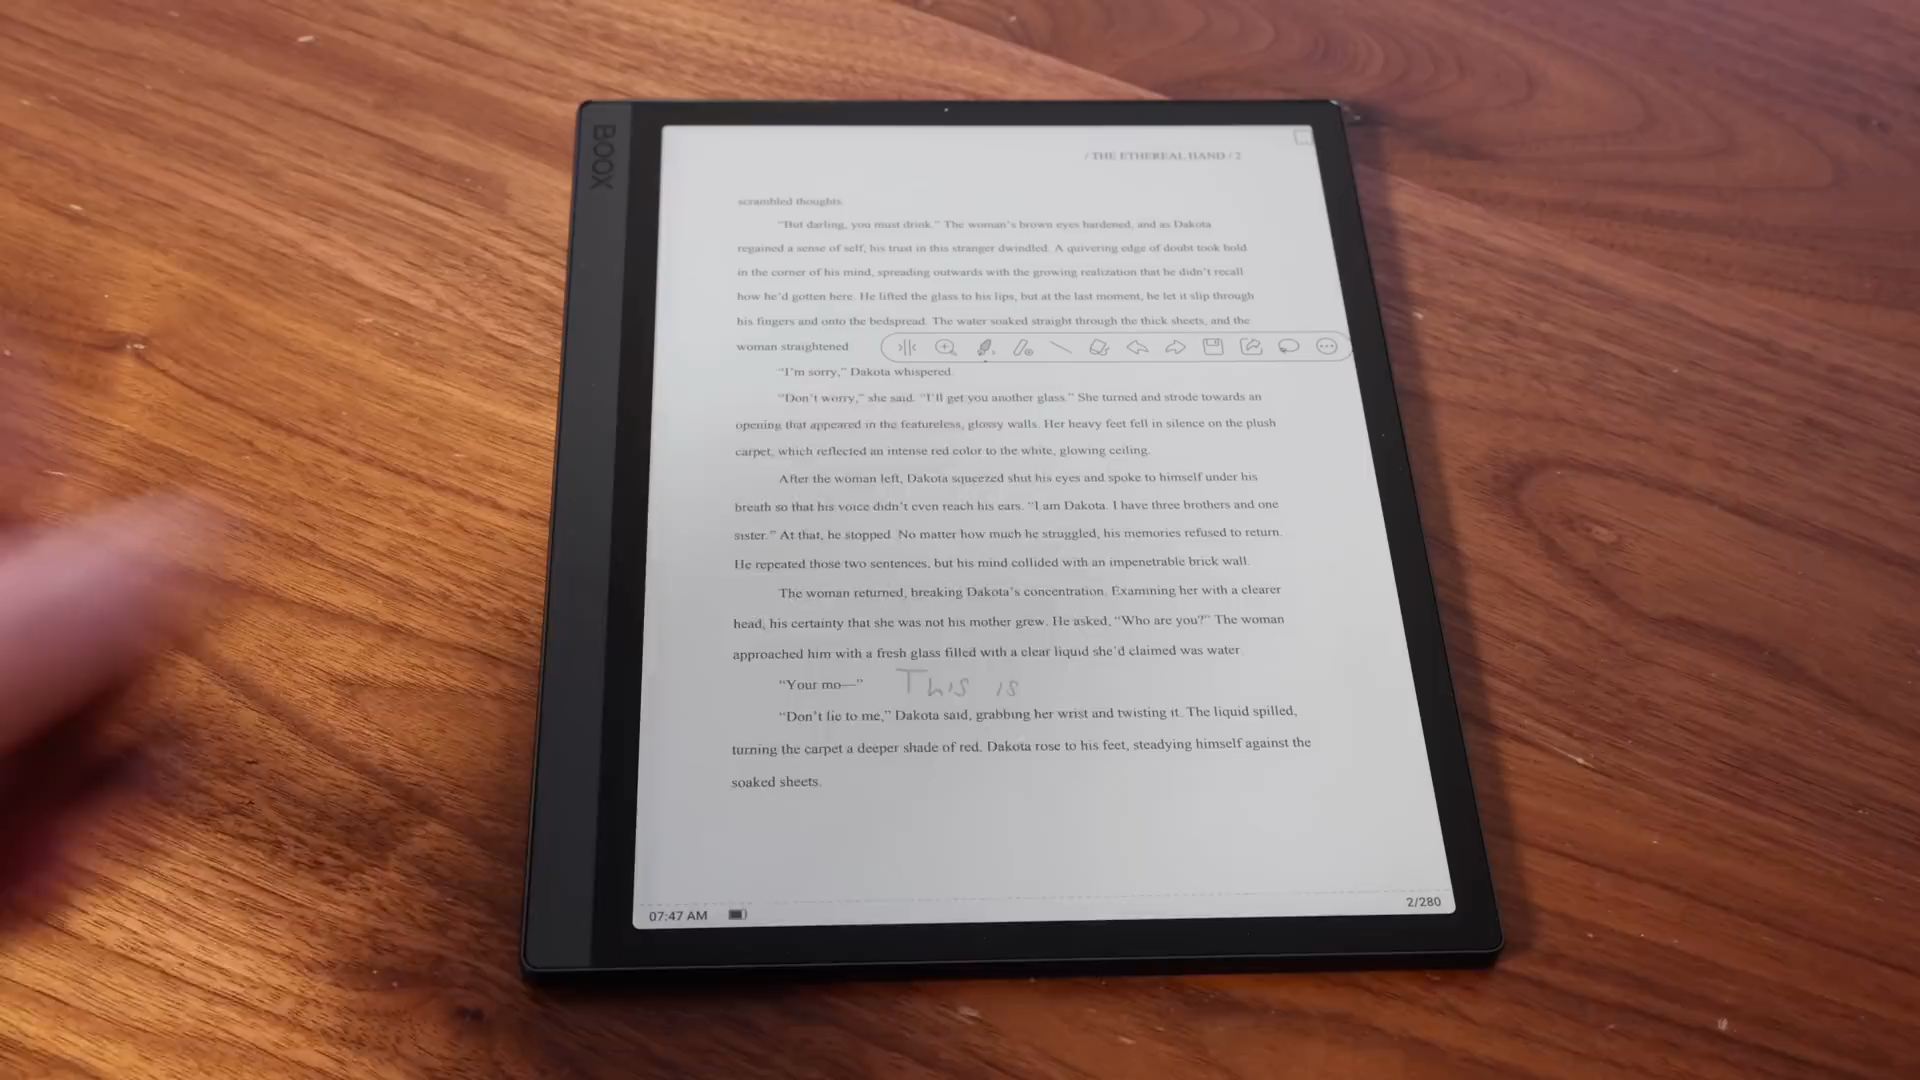 BOOX
/ THE ETHEREAL HAND / 2
scrambled thoughts.
“But darling, you must drink.” The woman’s brown eyes hardened, and as Dakota
regained a sense of self, his trust in this stranger dwindled. A quivering edge of doubt took hold
in the corner of his mind, spreading outwards with the growing realization that he didn’t recall
how he’d gotten here. He lifted the glass to his lips, but at the last moment, he let it slip through
his fingers and onto the bedspread. The water soaked straight through the thick sheets, and the
woman straightened
“I’m sorry,” Dakota whispered.
“Don’t worry,” she said. “I’ll get you another glass.” She turned and strode towards an
opening that appeared in the featureless, glossy walls. Her heavy feet fell in silence on the plush
carpet, which reflected an intense red color to the white, glowing ceiling.
After the woman left, Dakota squeezed shut his eyes and spoke to himself under his
breath so that his voice didn’t even reach his ears. “I am Dakota. I have three brothers and one
sister.” At that, he stopped. No matter how much he struggled, his memories refused to return.
He repeated those two sentences, but his mind collided with an impenetrable brick wall.
The woman returned, breaking Dakota’s concentration. Examining her with a clearer
head, his certainty that she was not his mother grew. He asked, “Who are you?” The woman
approached him with a fresh glass filled with a clear liquid she’d claimed was water.
“Your mo—” This is
“Don’t lie to me,” Dakota said, grabbing her wrist and twisting it. The liquid spilled,
turning the carpet a deeper shade of red. Dakota rose to his feet, steadying himself against the
soaked sheets.
07:47 AM 2/280